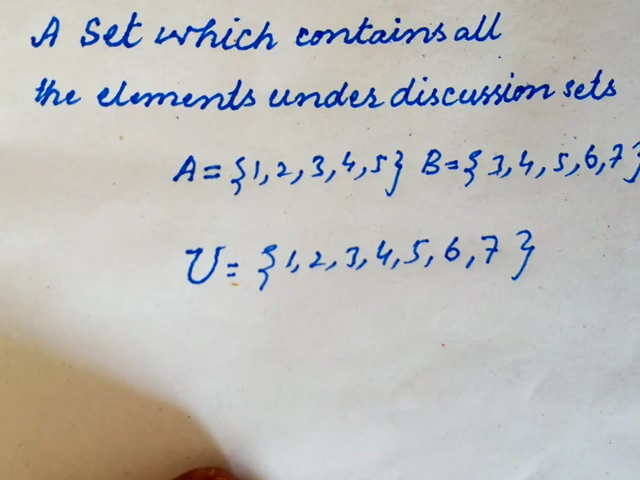 A Set which contains all
the elements under discussion sets
A = {1, 2, 3, 4, 5} B = {3, 4, 5, 6, 7}
U = {1, 2, 3, 4, 5, 6, 7}